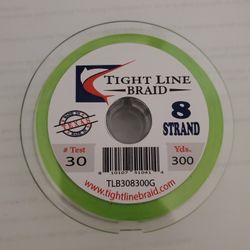 TIGHT LINE
BRAID
8
STRAND
# Test
30
Yds.
300
TLB308300G
www.tightlinebraid.com